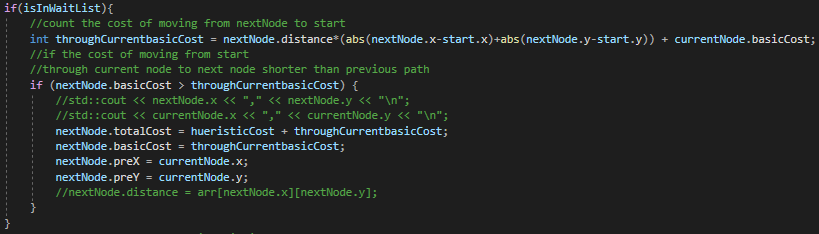 if(isInWaitList){
//count the cost of moving from nextNode to start
int throughCurrentbasicCost = nextNode.distance*(abs(nextNode.x-start.x)+abs(nextNode.y-start.y)) + currentNode.basicCost;
//if the cost of moving from start
//through current node to next node shorter than previous path
if (nextNode.basicCost > throughCurrentbasicCost) {
//std::cout << nextNode.x << "," << nextNode.y << "\n";
//std::cout << currentNode.x << "," << currentNode.y << "\n";
nextNode.totalCost = hueristicCost + throughCurrentbasicCost;
nextNode.basicCost = throughCurrentbasicCost;
nextNode.preX = currentNode.x;
nextNode.preY = currentNode.y;
//nextNode.distance = arr[nextNode.x][nextNode.y];
}
}